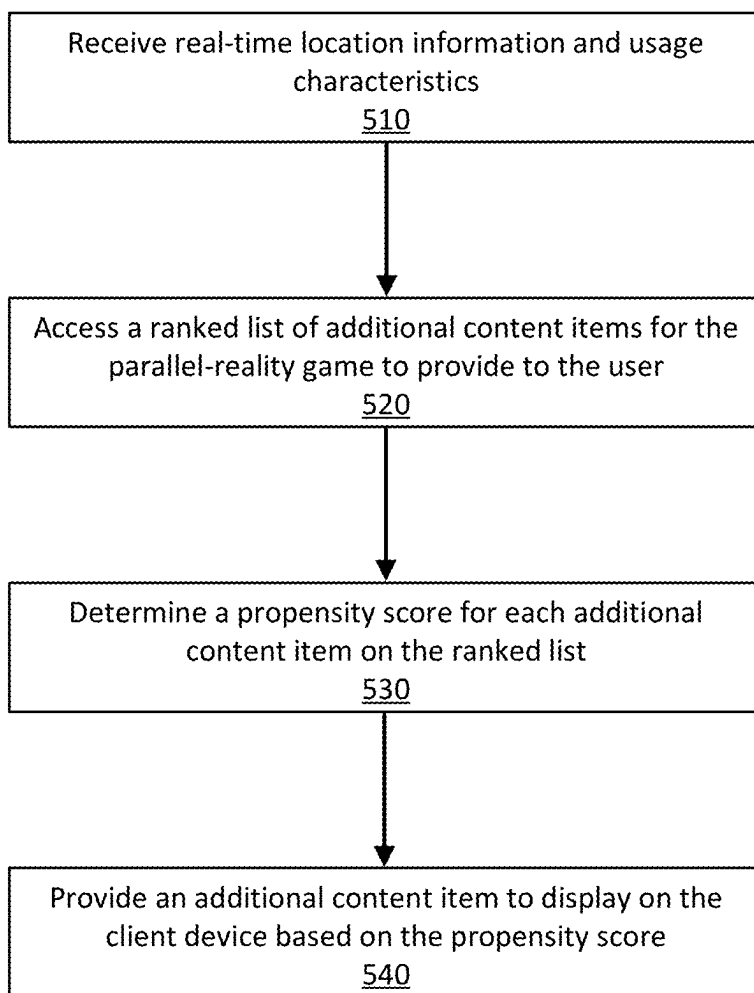 Receive real-time location information and usage
characteristics
510
Access a ranked list of additional content items for the
parallel-reality game to provide to the user
520
Determine a propensity score for each additional
content item on the ranked list
530
Provide an additional content item to display on the
client device based on the propensity score
540